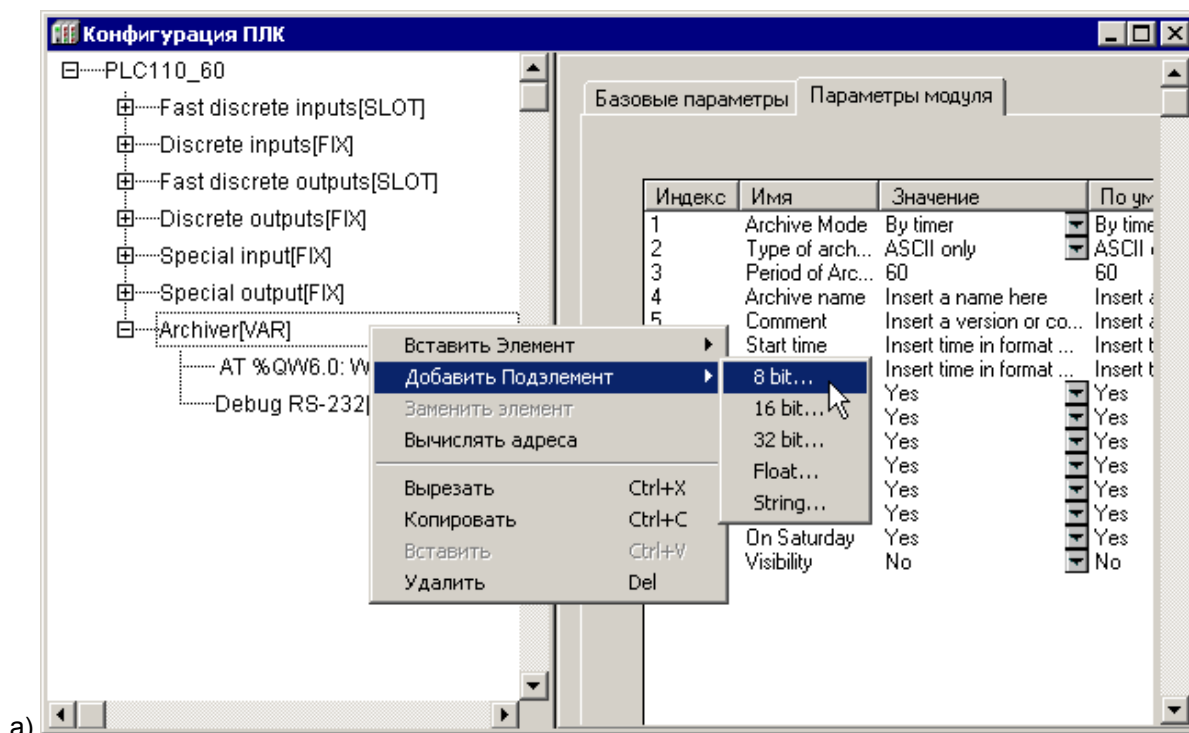 Конфигурация ПЛК
PLC110_60
Fast discrete inputs[SLOT]
Discrete inputs[FIX]
Fast discrete outputs[SLOT]
Discrete outputs[FIX]
Special input[FIX]
Special output[FIX]
Archiver[VAR]
AT %QW6.0: W
Debug RS-232[
Вставить Элемент
Добавить Подэлемент
Заменить элемент
Вычислять адреса
Вырезать Ctrl+X
Копировать Ctrl+C
Вставить Ctrl+V
Удалить Del
8 bit...
16 bit...
32 bit...
Float...
String...
Базовые параметры Параметры модуля
Индекс Имя Значение По ум
1 Archive Mode By timer By time
2 Type of arch... ASCII only ASCII
3 Period of Arc... 60 60
4 Archive name Insert a name here Insert a
5 Comment Insert a version or co... Insert a
Start time Insert time in format ... Insert t
Insert time in format ... Insert t
Yes Yes
Yes Yes
Yes Yes
Yes Yes
Yes Yes
Yes Yes
On Saturday Yes Yes
Visibility No No
а)